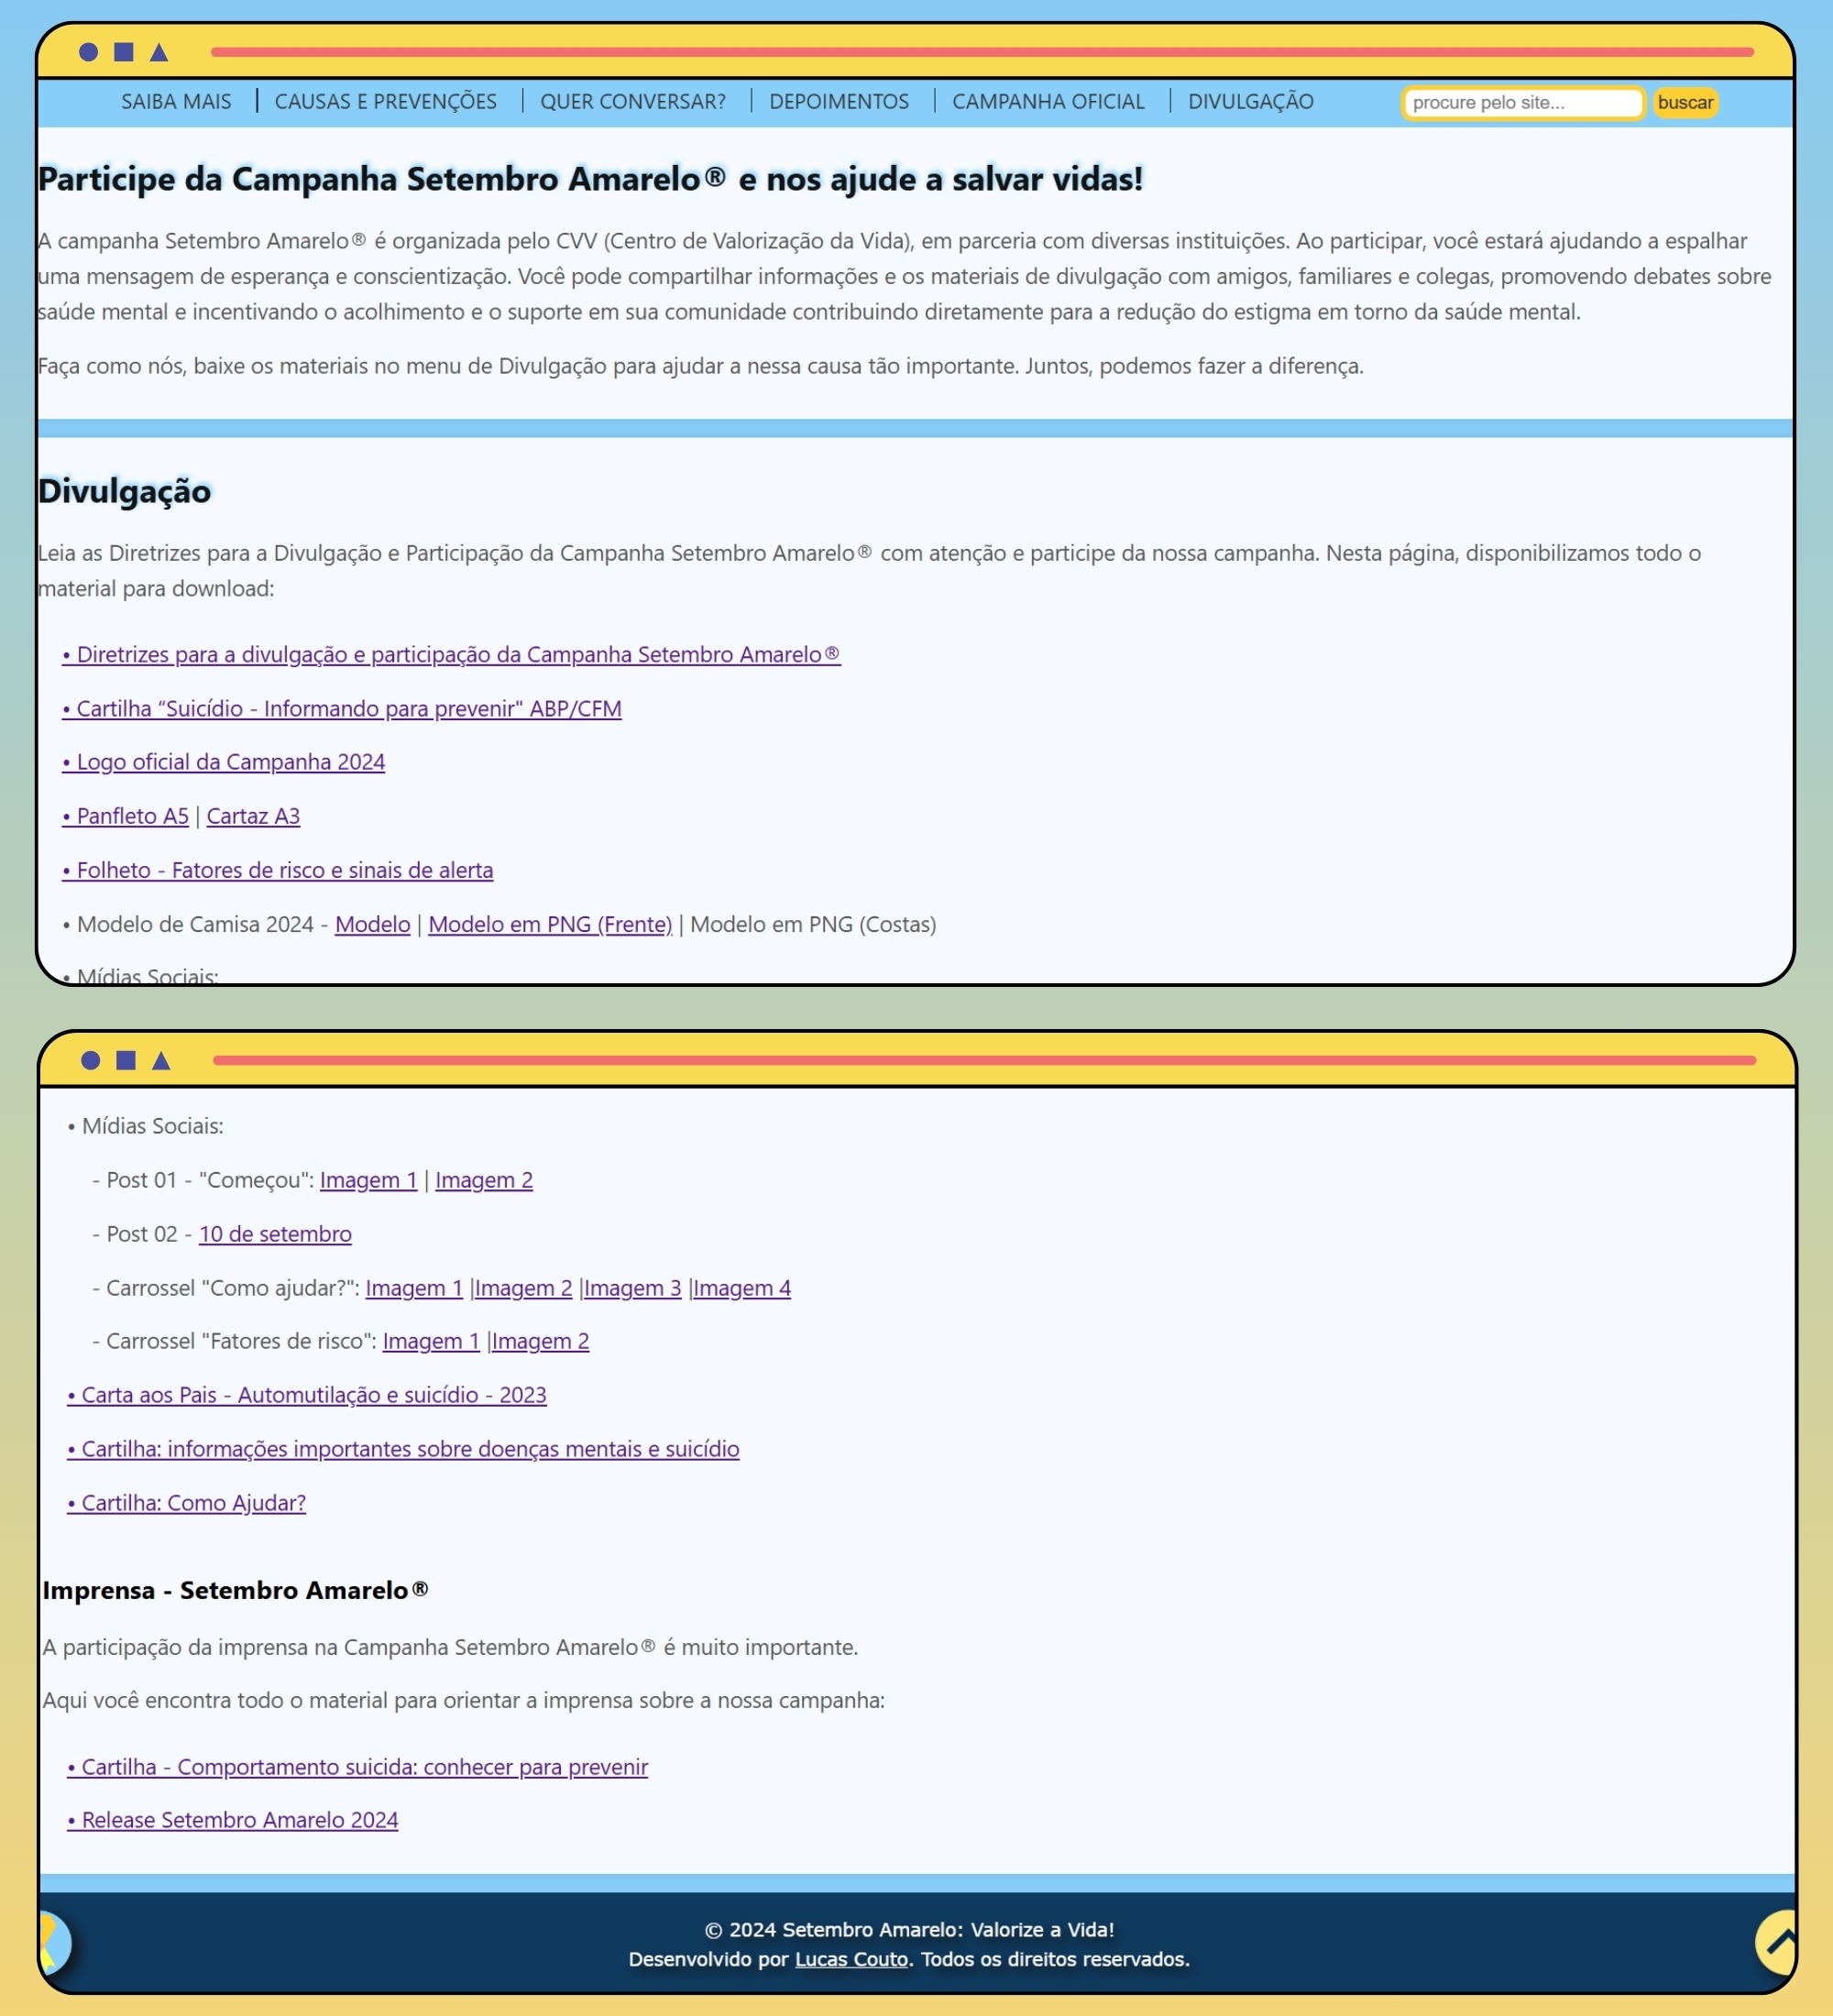 SAIBA MAIS | CAUSAS E PREVENÇÕES | QUER CONVERSAR? | DEPOIMENTOS | CAMPANHA OFICIAL | DIVULGAÇÃO procure pelo site... buscar
Participe da Campanha Setembro Amarelo® e nos ajude a salvar vidas!
A campanha Setembro Amarelo® é organizada pelo CVV (Centro de Valorização da Vida), em parceria com diversas instituições. Ao participar, você estará ajudando a espalhar
uma mensagem de esperança e conscientização. Você pode compartilhar informações e os materiais de divulgação com amigos, familiares e colegas, promovendo debates sobre
saúde mental e incentivando o acolhimento e o suporte em sua comunidade contribuindo diretamente para a redução do estigma em torno da saúde mental.
Faça como nós, baixe os materiais no menu de Divulgação para ajudar a nessa causa tão importante. Juntos, podemos fazer a diferença.
Divulgação
Leia as Diretrizes para a Divulgação e Participação da Campanha Setembro Amarelo® com atenção e participe da nossa campanha. Nesta página, disponibilizamos todo o
material para download:
• Diretrizes para a divulgação e participação da Campanha Setembro Amarelo®
• Cartilha “Suicídio - Informando para prevenir" ABP/CFM
• Logo oficial da Campanha 2024
• Panfleto A5 | Cartaz A3
• Folheto - Fatores de risco e sinais de alerta
• Modelo de Camisa 2024 - Modelo | Modelo em PNG (Frente) | Modelo em PNG (Costas)
• Mídias Sociais:
• Mídias Sociais:
- Post 01 - "Começou": Imagem 1 | Imagem 2
- Post 02 - 10 de setembro
- Carrossel "Como ajudar?": Imagem 1 |Imagem 2 |Imagem 3 |Imagem 4
- Carrossel "Fatores de risco": Imagem 1 |Imagem 2
• Carta aos Pais - Automutilação e suicídio - 2023
• Cartilha: informações importantes sobre doenças mentais e suicídio
• Cartilha: Como Ajudar?
Imprensa - Setembro Amarelo®
A participação da imprensa na Campanha Setembro Amarelo® é muito importante.
Aqui você encontra todo o material para orientar a imprensa sobre a nossa campanha:
• Cartilha - Comportamento suicida: conhecer para prevenir
• Release Setembro Amarelo 2024
© 2024 Setembro Amarelo: Valorize a Vida!
Desenvolvido por Lucas Couto. Todos os direitos reservados.